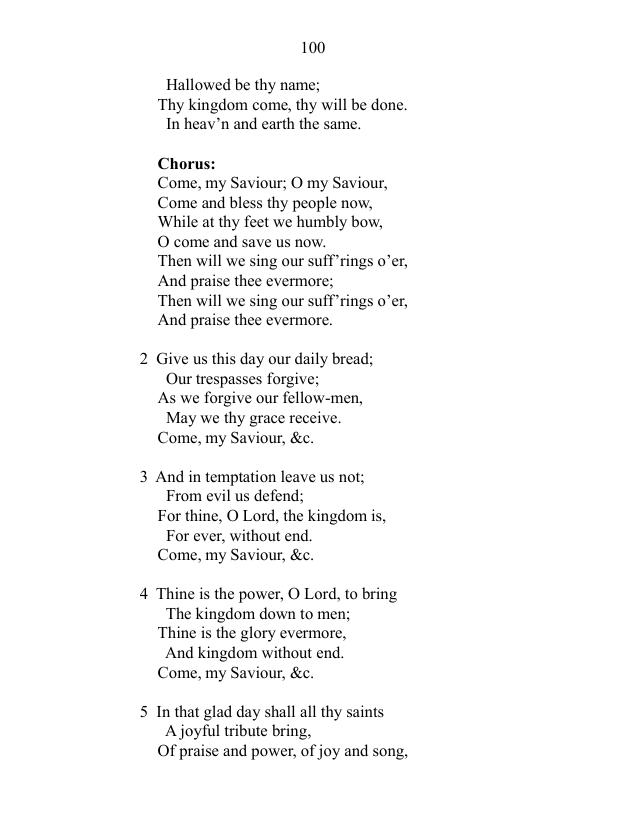 100
Hallowed be thy name;
Thy kingdom come, thy will be done.
In heav’n and earth the same.
Chorus:
Come, my Saviour; O my Saviour,
Come and bless thy people now,
While at thy feet we humbly bow,
O come and save us now.
Then will we sing our suff’rings o’er,
And praise thee evermore;
Then will we sing our suff’rings o’er,
And praise thee evermore.
2 Give us this day our daily bread;
Our trespasses forgive;
As we forgive our fellow-men,
May we thy grace receive.
Come, my Saviour, &c.
3 And in temptation leave us not;
From evil us defend;
For thine, O Lord, the kingdom is,
For ever, without end.
Come, my Saviour, &c.
4 Thine is the power, O Lord, to bring
The kingdom down to men;
Thine is the glory evermore,
And kingdom without end.
Come, my Saviour, &c.
5 In that glad day shall all thy saints
A joyful tribute bring,
Of praise and power, of joy and song,